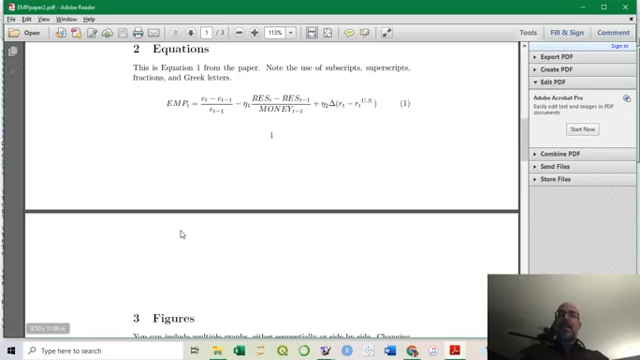 EMPpaper2.pdf - Adobe Reader
File Edit View Window Help
Open 1 / 3 113% Tools Fill & Sign Comment
Sign In
Export PDF
Create PDF
Edit PDF
Adobe Acrobat Pro
Easily edit text and images in PDF documents
Start Now
Combine PDF
Send Files
Store Files
2 Equations
This is Equation 1 from the paper. Note the use of subscripts, superscripts,
fractions, and Greek letters.
EMP_t = \frac{e_t - e_{t-1}}{e_{t-1}} - η_1 \frac{RES_t - RES_{t-1}}{MONEY_{t-1}} + η_2 Δ(r_t - r_t^{U.S.}) (1)
1
3 Figures
You can include multiple graphs, either sequentially or side by side. Changing
8.50 x 11.00 in
Type here to search